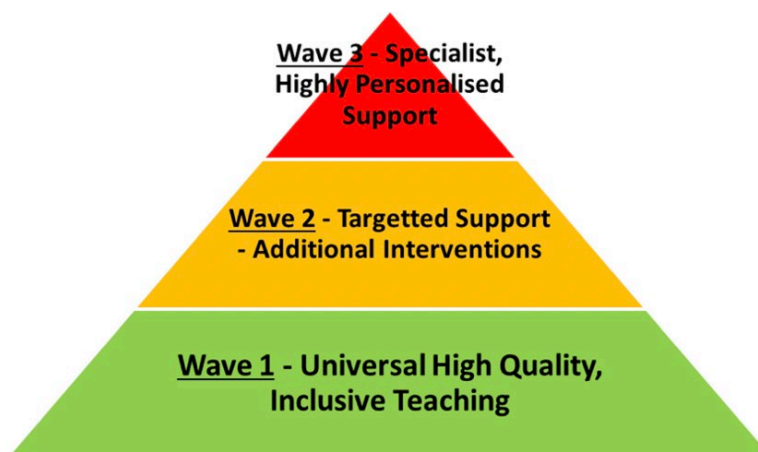 Wave 3 - Specialist,
Highly Personalised
Support
Wave 2 - Targetted Support
- Additional Interventions
Wave 1 - Universal High Quality,
Inclusive Teaching